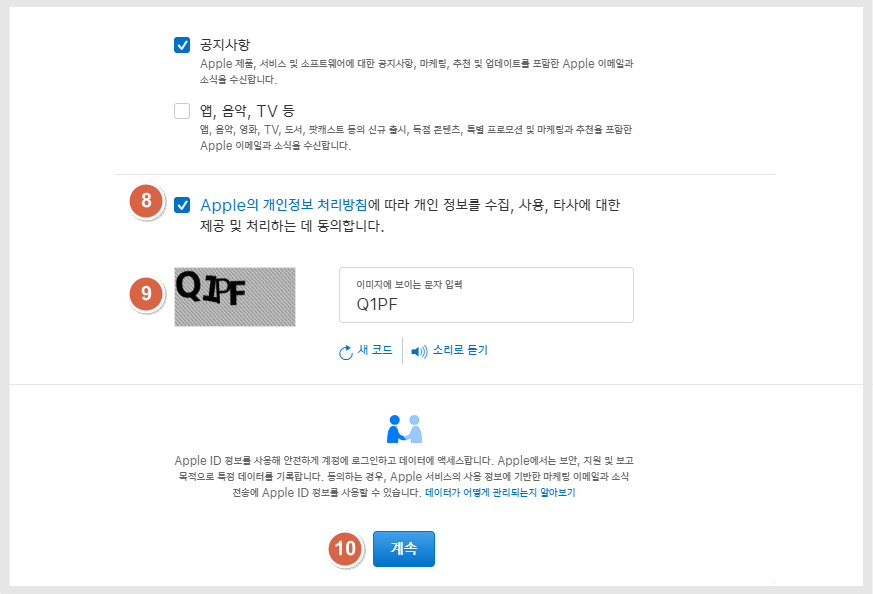 공지사항
Apple 제품, 서비스 및 소프트웨어에 대한 공지사항, 마케팅, 추천 및 업데이트를 포함한 Apple 이메일과
소식을 수신합니다.
앱, 음악, TV 등
앱, 음악, 영화, TV, 도서, 팟캐스트 등의 신규 출시, 독점 콘텐츠, 특별 프로모션 및 마케팅과 추천을 포함한
Apple 이메일과 소식을 수신합니다.
8
Apple의 개인정보 처리방침에 따라 개인 정보를 수집, 사용, 타사에 대한
제공 및 처리하는 데 동의합니다.
9
Q1PF
이미지에 보이는 문자 입력
Q1PF
새 코드
소리로 듣기
Apple ID 정보를 사용해 안전하게 계정에 로그인하고 데이터에 액세스합니다. Apple에서는 보안, 지원 및 보고
목적으로 특정 데이터를 기록합니다. 동의하는 경우, Apple 서비스의 사용 정보에 기반한 마케팅 이메일과 소식
전송에 Apple ID 정보를 사용할 수 있습니다. 데이터가 어떻게 관리되는지 알아보기
10
계속